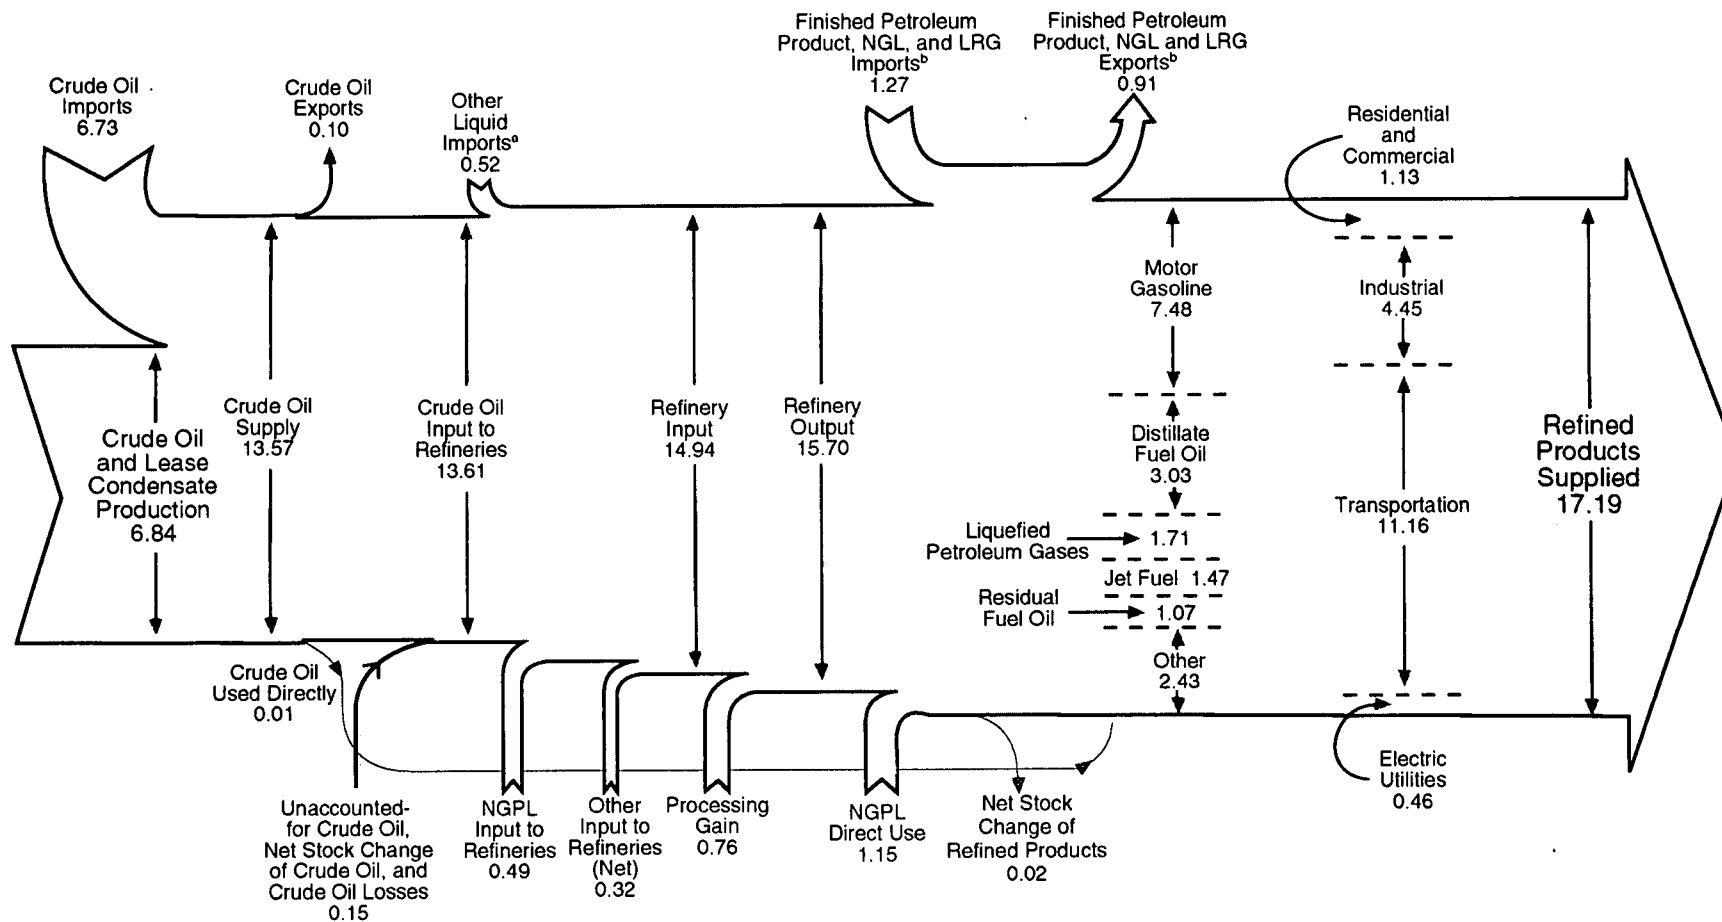 Finished Petroleum
Product, NGL, and LRG
Importsᵇ
1.27
Finished Petroleum
Product, NGL and LRG
Exportsᵇ
0.91
Crude Oil
Imports
6.73
Crude Oil
Exports
0.10
Other
Liquid
Importsᵃ
0.52
Residential
and
Commercial
1.13
Motor
Gasoline
7.48
Industrial
4.45
Crude Oil
and Lease
Condensate
Production
6.84
Crude Oil
Supply
13.57
Crude Oil
Input to
Refineries
13.61
Refinery
Input
14.94
Refinery
Output
15.70
Distillate
Fuel Oil
3.03
Liquefied
Petroleum Gases
1.71
Jet Fuel 1.47
Residual
Fuel Oil
1.07
Other
2.43
Transportation
11.16
Refined
Products
Supplied
17.19
Crude Oil
Used Directly
0.01
Unaccounted-
for Crude Oil,
Net Stock Change
of Crude Oil, and
Crude Oil Losses
0.15
NGPL
Input to
Refineries
0.49
Other
Input to
Refineries
(Net)
0.32
Processing
Gain
0.76
NGPL
Direct Use
1.15
Net Stock
Change of
Refined Products
0.02
Electric
Utilities
0.46